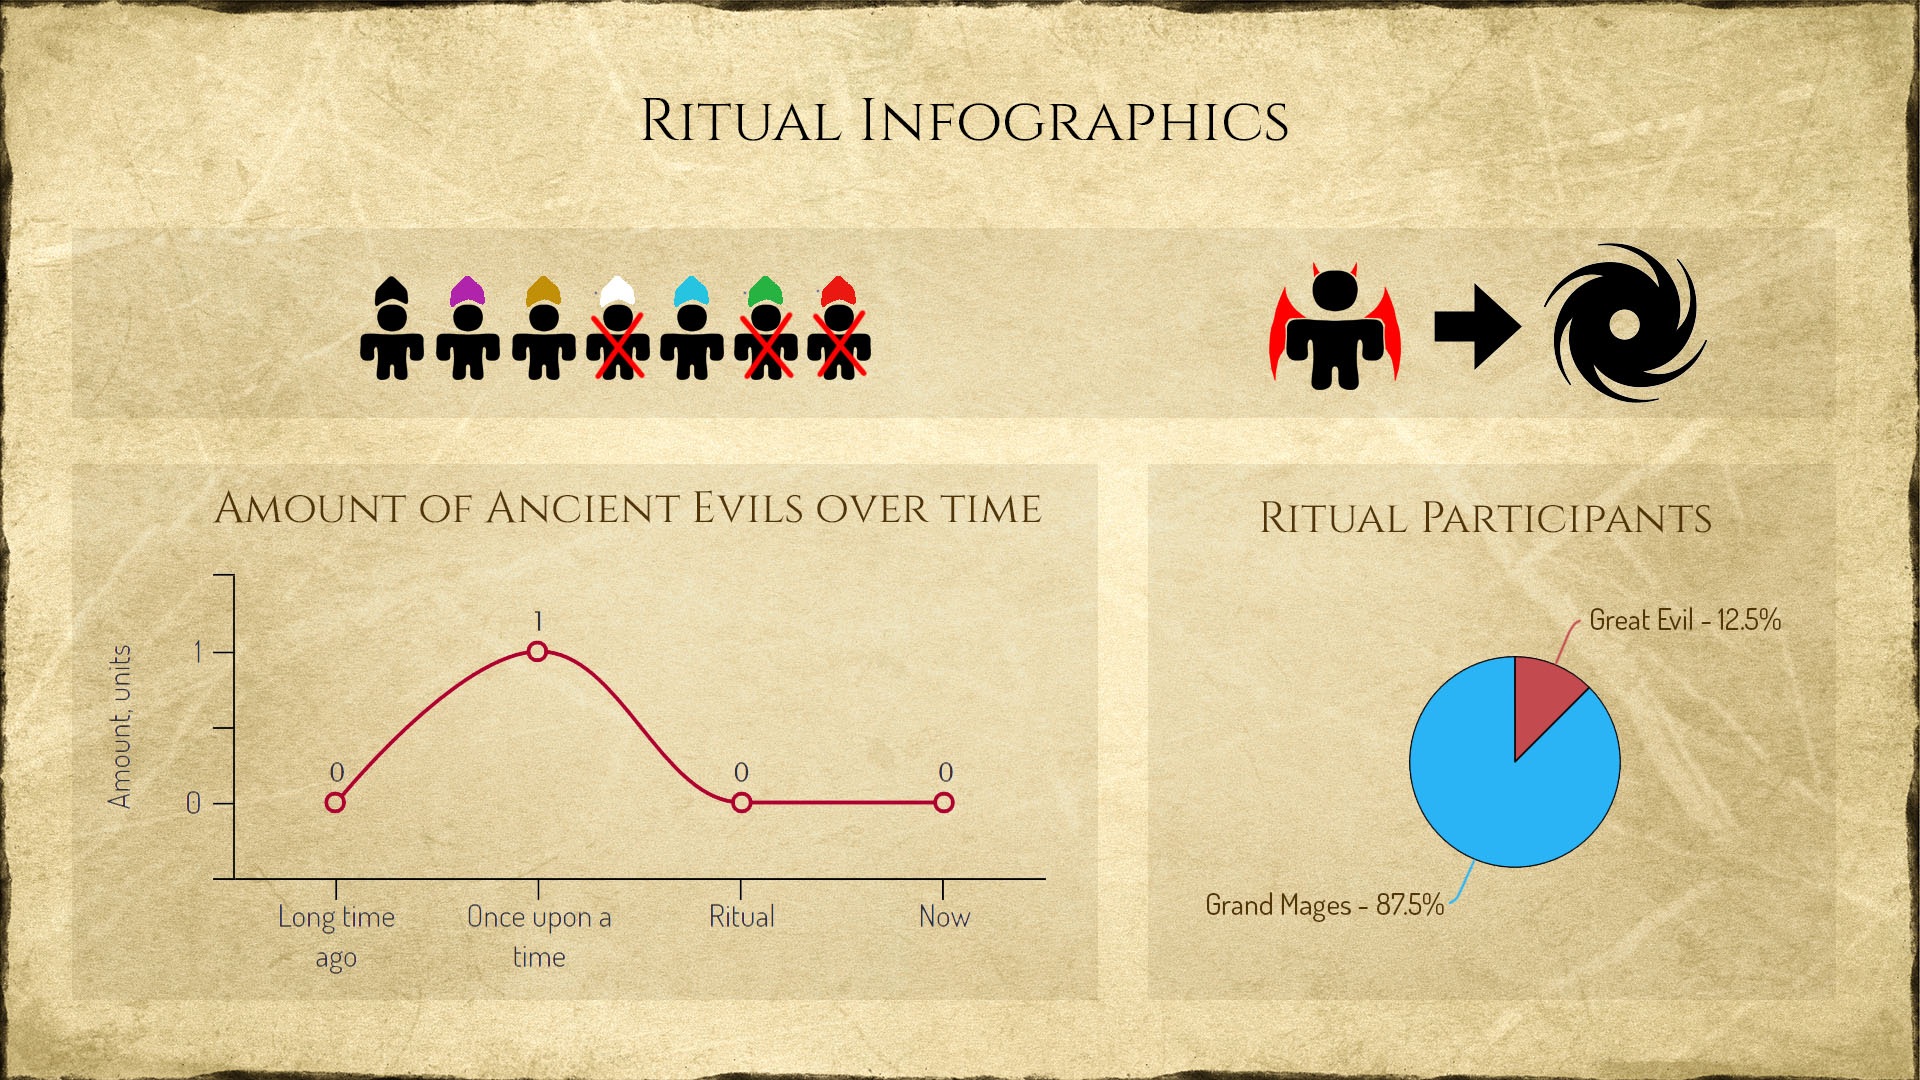 Ritual Infographics
Amount of Ancient Evils over time
Ritual Participants
1
Great Evil - 12.5%
1
Amount, units
0
0
0
0
Grand Mages - 87.5%
Long time
ago
Once upon a
time
Ritual
Now